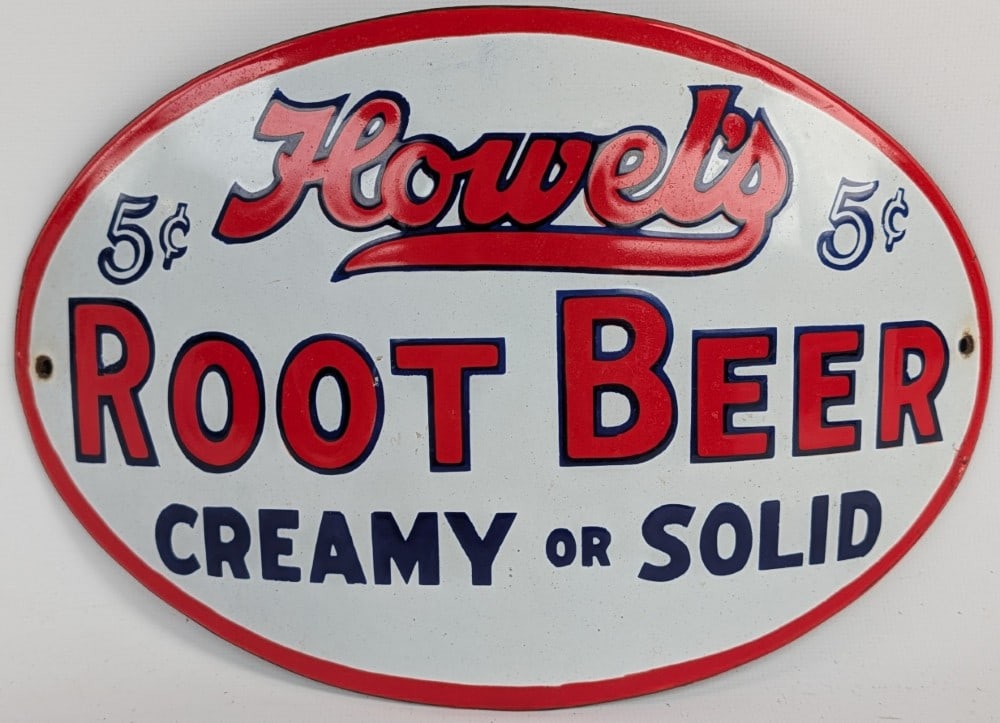 Howel's
5¢ 5¢
ROOT BEER
CREAMY OR SOLID